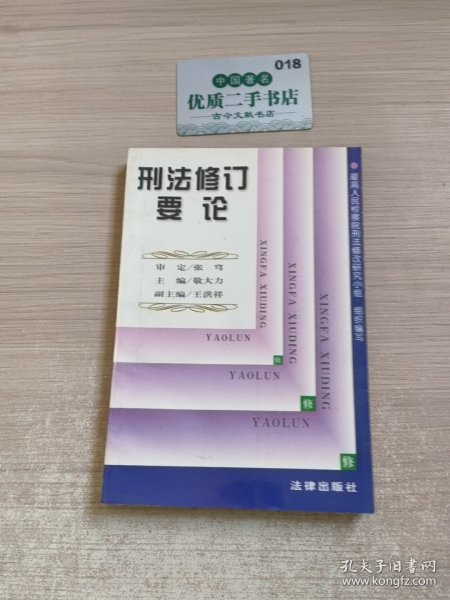 018
中国著名
优质二手书店
——古今文献书店
刑法修订
要论
审 定/张 穹
主 编/敬大力
副主编/王洪祥
XINGFA XIUDING
YAOLUN
修
XINGFA XIUDING
YAOLUN
修
XINGFA XIUDING
YAOLUN
修
最高人民检察院刑法修改研究小组 组织编写
法律出版社
孔夫子旧书网
www.kongfz.com